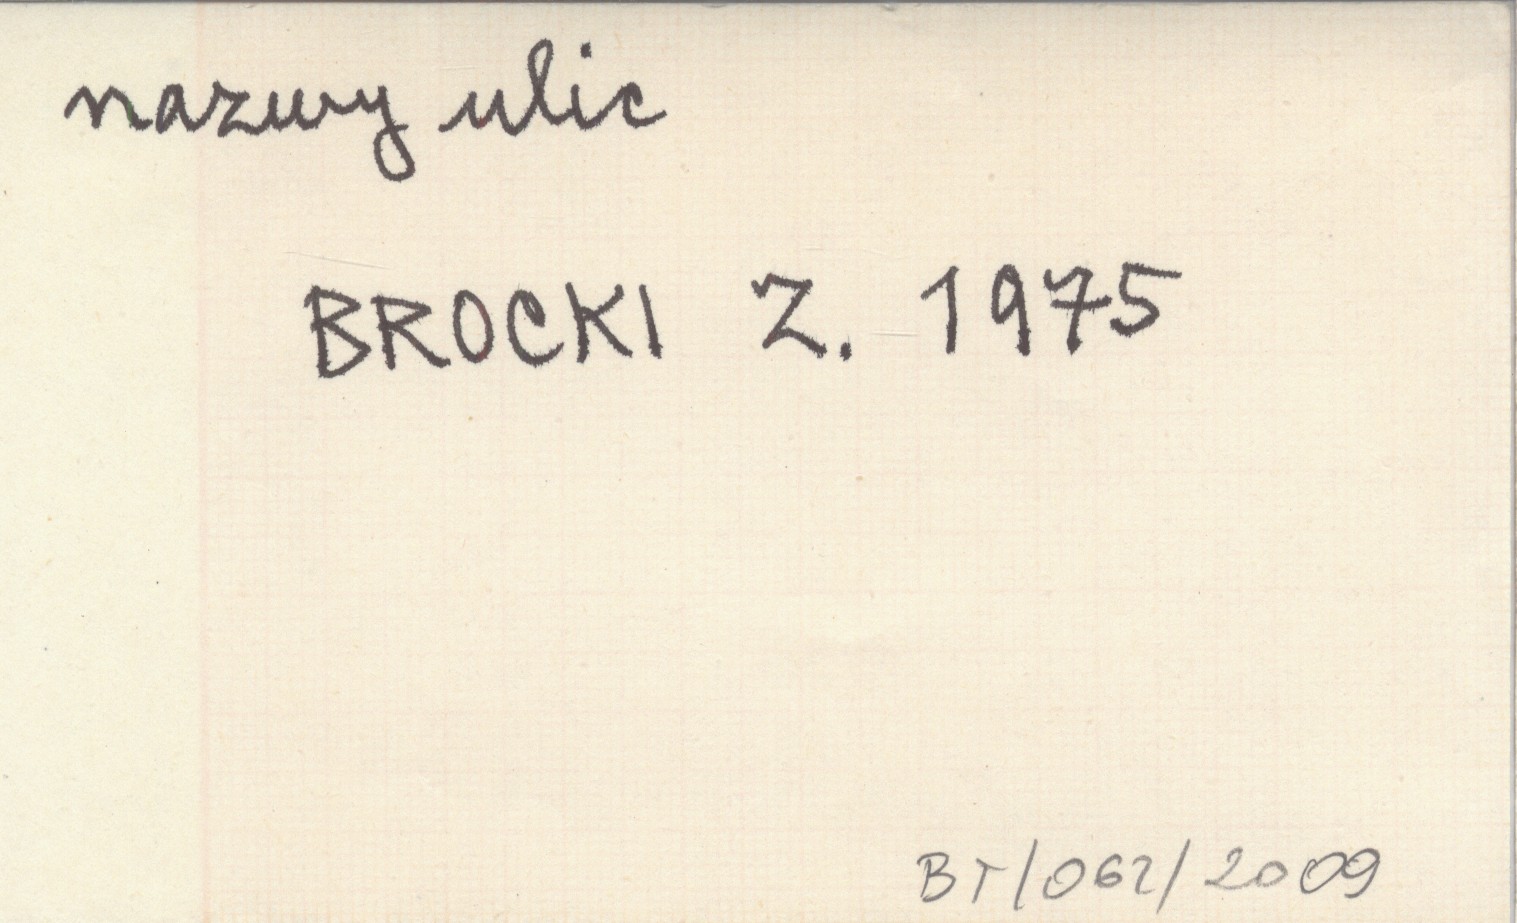 nazwy ulic
BROCKI Z. 1975
BT/062/2009